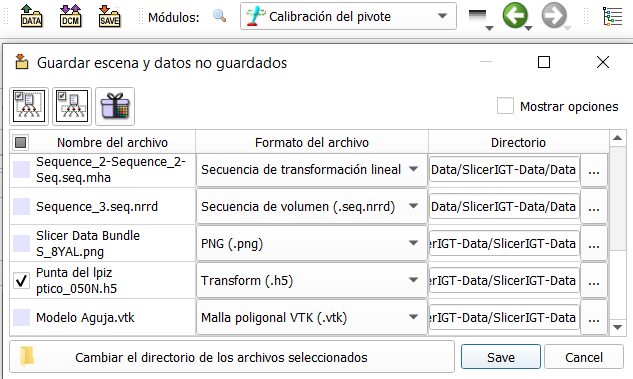 DATA DCM SAVE Módulos: Calibración del pivote
Guardar escena y datos no guardados
Mostrar opciones
Nombre del archivo Formato del archivo Directorio
Sequence_2-Sequence_2-
Seq.seq.mha Secuencia de transformación lineal Data/SlicerIGT-Data/Data ...
Sequence_3.seq.nrrd Secuencia de volumen (.seq.nrrd) Data/SlicerIGT-Data/Data ...
Slicer Data Bundle
S_8YAL.png PNG (.png) erIGT-Data/SlicerIGT-Data ...
Punta del lpiz
ptico_050N.h5 Transform (.h5) erIGT-Data/SlicerIGT-Data ...
Modelo Aguja.vtk Malla poligonal VTK (.vtk) erIGT-Data/SlicerIGT-Data ...
Cambiar el directorio de los archivos seleccionados Save Cancel